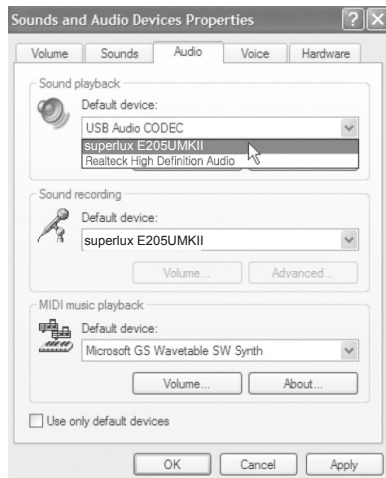 Sounds and Audio Devices Properties
Volume Sounds Audio Voice Hardware
Sound playback
Default device:
USB Audio CODEC
superlux E205UMKII
Realteck High Definition Audio
Sound recording
Default device:
superlux E205UMKII
Volume... Advanced...
MIDI music playback
Default device:
Microsoft GS Wavetable SW Synth
Volume... About...
Use only default devices
OK Cancel Apply